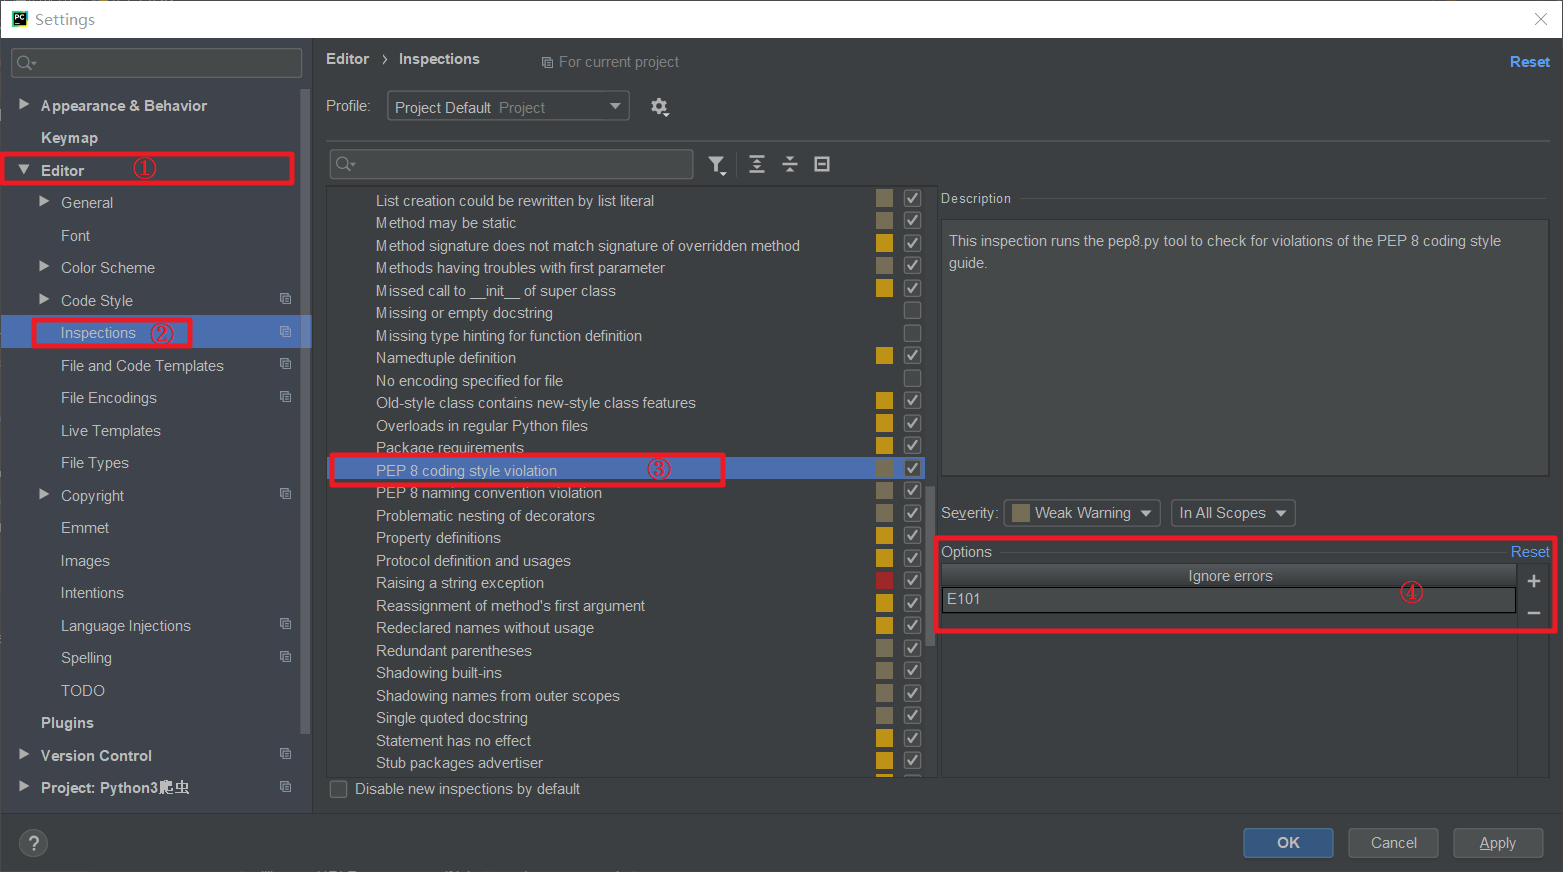 Settings
Editor › Inspections For current project Reset
Profile: Project Default Project
Appearance & Behavior
Keymap
Editor ①
General
Font
Color Scheme
Code Style
Inspections ②
File and Code Templates
File Encodings
Live Templates
File Types
Copyright
Emmet
Images
Intentions
Language Injections
Spelling
TODO
Plugins
Version Control
Project: Python3爬虫
List creation could be rewritten by list literal
Method may be static
Method signature does not match signature of overridden method
Methods having troubles with first parameter
Missed call to __init__ of super class
Missing or empty docstring
Missing type hinting for function definition
Namedtuple definition
No encoding specified for file
Old-style class contains new-style class features
Overloads in regular Python files
Package requirements
PEP 8 coding style violation ③
PEP 8 naming convention violation
Problematic nesting of decorators
Property definitions
Protocol definition and usages
Raising a string exception
Reassignment of method's first argument
Redeclared names without usage
Redundant parentheses
Shadowing built-ins
Shadowing names from outer scopes
Single quoted docstring
Statement has no effect
Stub packages advertiser
Disable new inspections by default
Description
This inspection runs the pep8.py tool to check for violations of the PEP 8 coding style
guide.
Severity: Weak Warning In All Scopes
Options Reset
Ignore errors
E101 ④
? OK Cancel Apply